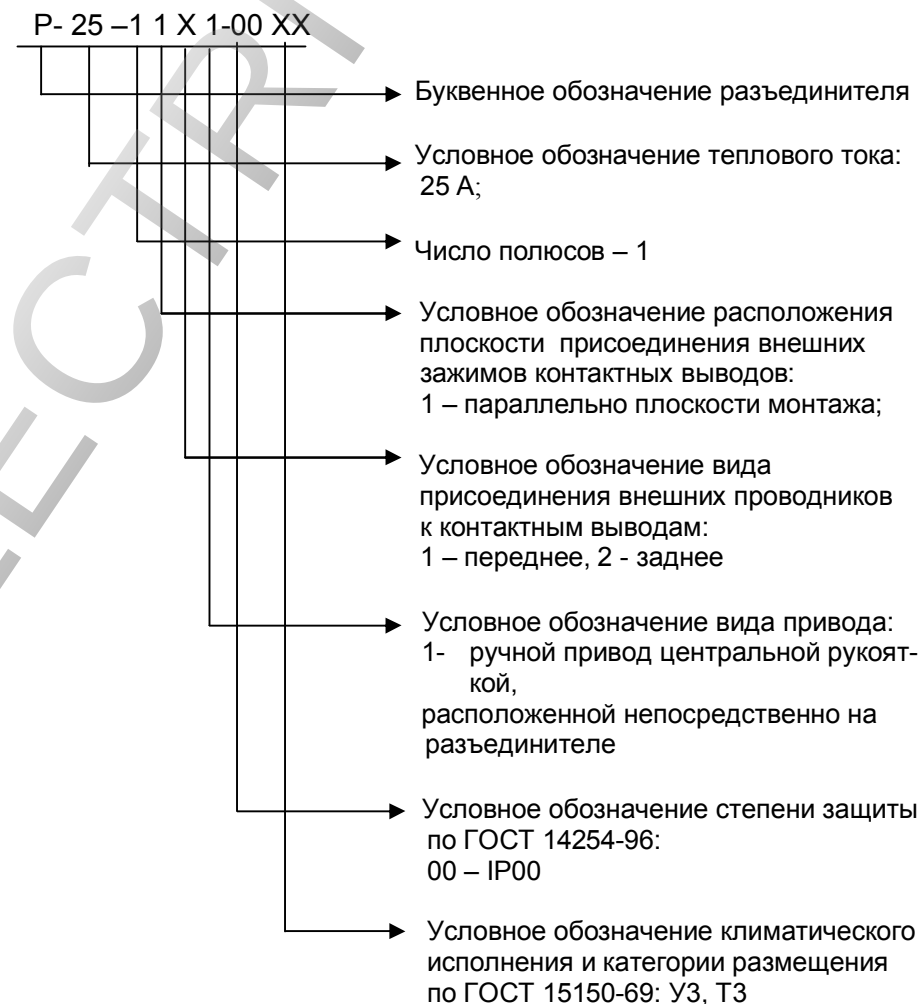 Р- 25 –1 1 Х 1-00 ХХ
Буквенное обозначение разъединителя
Условное обозначение теплового тока:
25 А;
Число полюсов – 1
Условное обозначение расположения
плоскости присоединения внешних
зажимов контактных выводов:
1 – параллельно плоскости монтажа;
Условное обозначение вида
присоединения внешних проводников
к контактным выводам:
1 – переднее, 2 - заднее
Условное обозначение вида привода:
1- ручной привод центральной рукоят-
кой,
расположенной непосредственно на
разъединителе
Условное обозначение степени защиты
по ГОСТ 14254-96:
00 – IP00
Условное обозначение климатического
исполнения и категории размещения
по ГОСТ 15150-69: У3, Т3